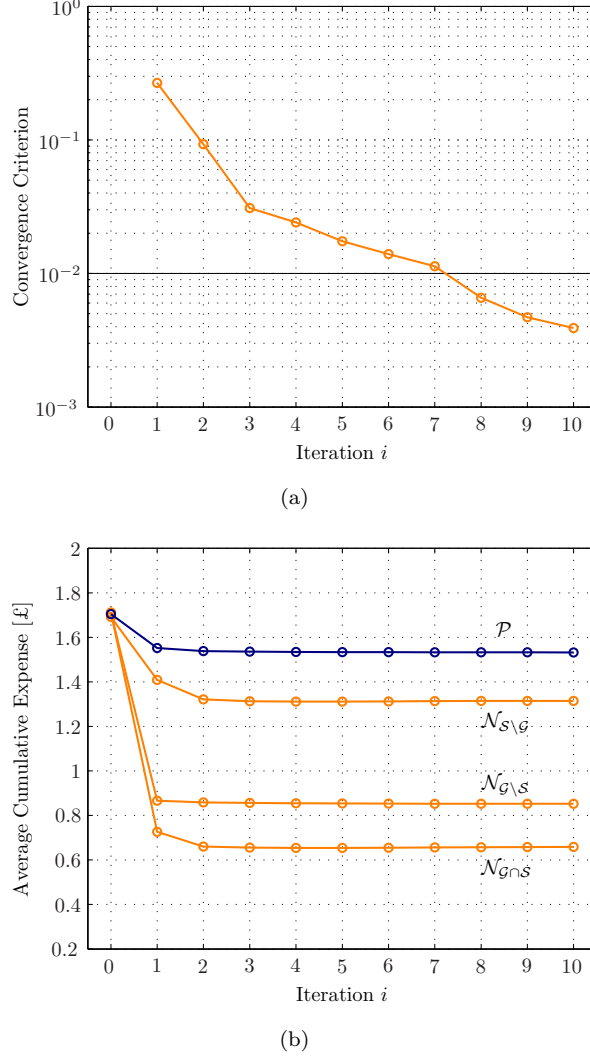 10⁰
10⁻¹
10⁻²
10⁻³
Convergence Criterion
0 1 2 3 4 5 6 7 8 9 10
Iteration i
(a)
2
1.8
1.6
1.4
1.2
1
0.8
0.6
0.4
0.2
Average Cumulative Expense [£]
𝒫
𝒩_{𝒮\𝒢}
𝒩_{𝒢\𝒮}
𝒩_{𝒢∩𝒮}
0 1 2 3 4 5 6 7 8 9 10
Iteration i
(b)